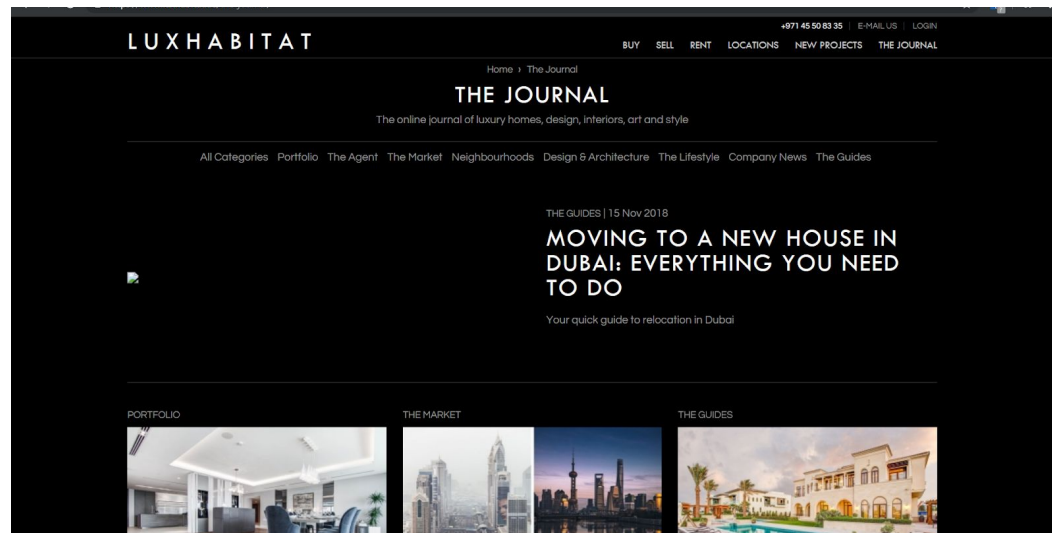 +971 45 50 83 35 | E-MAIL US | LOGIN
LUXHABITAT
BUY SELL RENT LOCATIONS NEW PROJECTS THE JOURNAL
Home › The Journal
THE JOURNAL
The online journal of luxury homes, design, interiors, art and style
All Categories Portfolio The Agent The Market Neighbourhoods Design & Architecture The Lifestyle Company News The Guides
THE GUIDES | 15 Nov 2018
MOVING TO A NEW HOUSE IN
DUBAI: EVERYTHING YOU NEED
TO DO
Your quick guide to relocation in Dubai
PORTFOLIO
THE MARKET
THE GUIDES